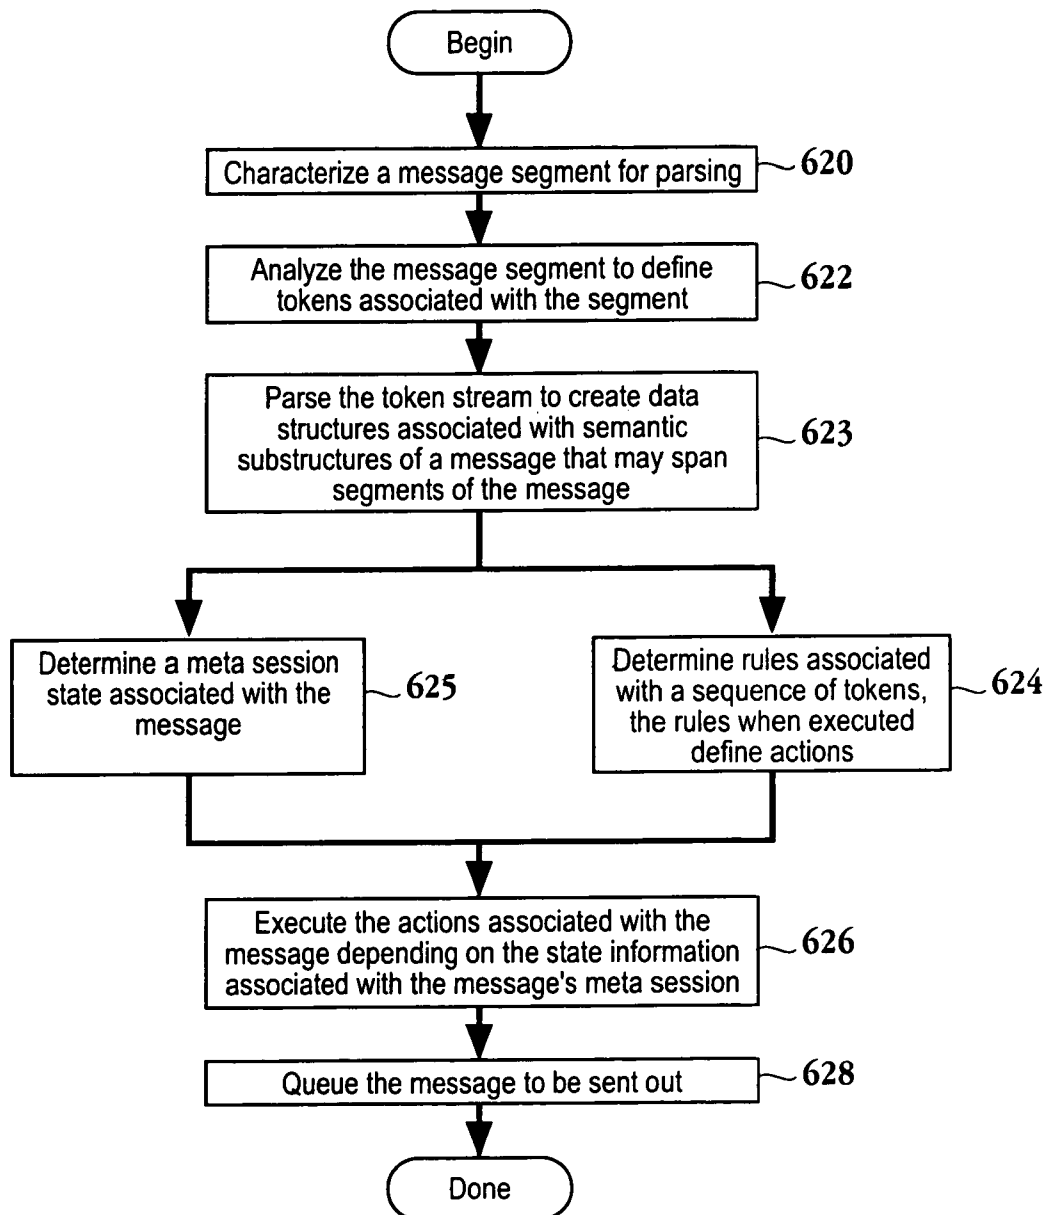 Begin
Characterize a message segment for parsing
620
Analyze the message segment to define
tokens associated with the segment
622
Parse the token stream to create data
structures associated with semantic
substructures of a message that may span
segments of the message
623
Determine a meta session
state associated with the
message
625
Determine rules associated
with a sequence of tokens,
the rules when executed
define actions
624
Execute the actions associated with the
message depending on the state information
associated with the message's meta session
626
Queue the message to be sent out
628
Done